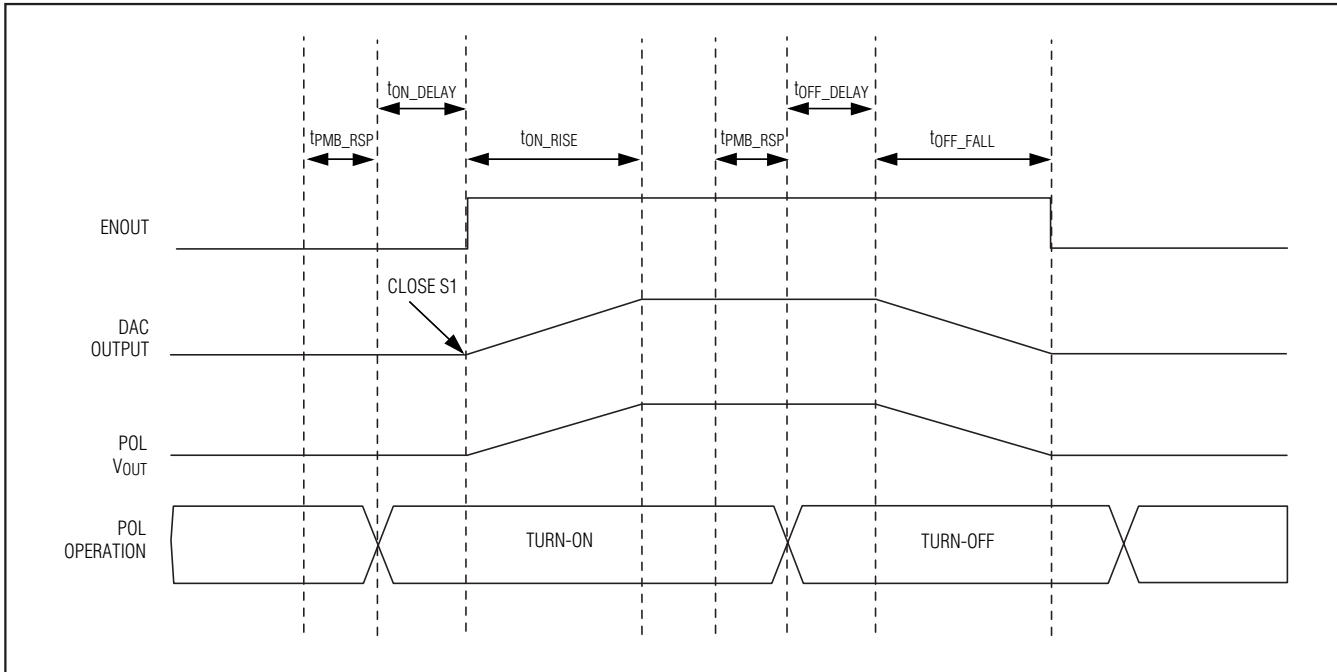 tON_DELAY
tOFF_DELAY
tPMB_RSP
tON_RISE
tPMB_RSP
tOFF_FALL
ENOUT
CLOSE S1
DAC
OUTPUT
POL
VOUT
POL
OPERATION
TURN-ON
TURN-OFF